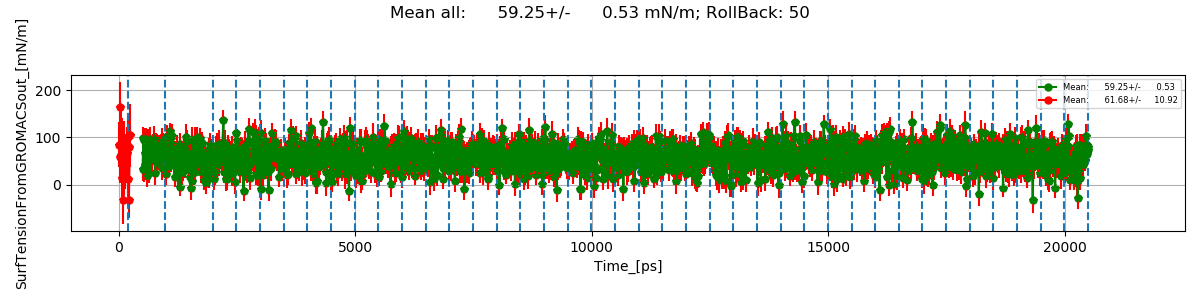 Mean all: 59.25+/- 0.53 mN/m; RollBack: 50
SurfTensionFromGROMACSout_[mN/m]
200
100
0
Mean: 59.25+/- 0.53
Mean: 61.68+/- 10.92
0
5000
10000
15000
20000
Time_[ps]